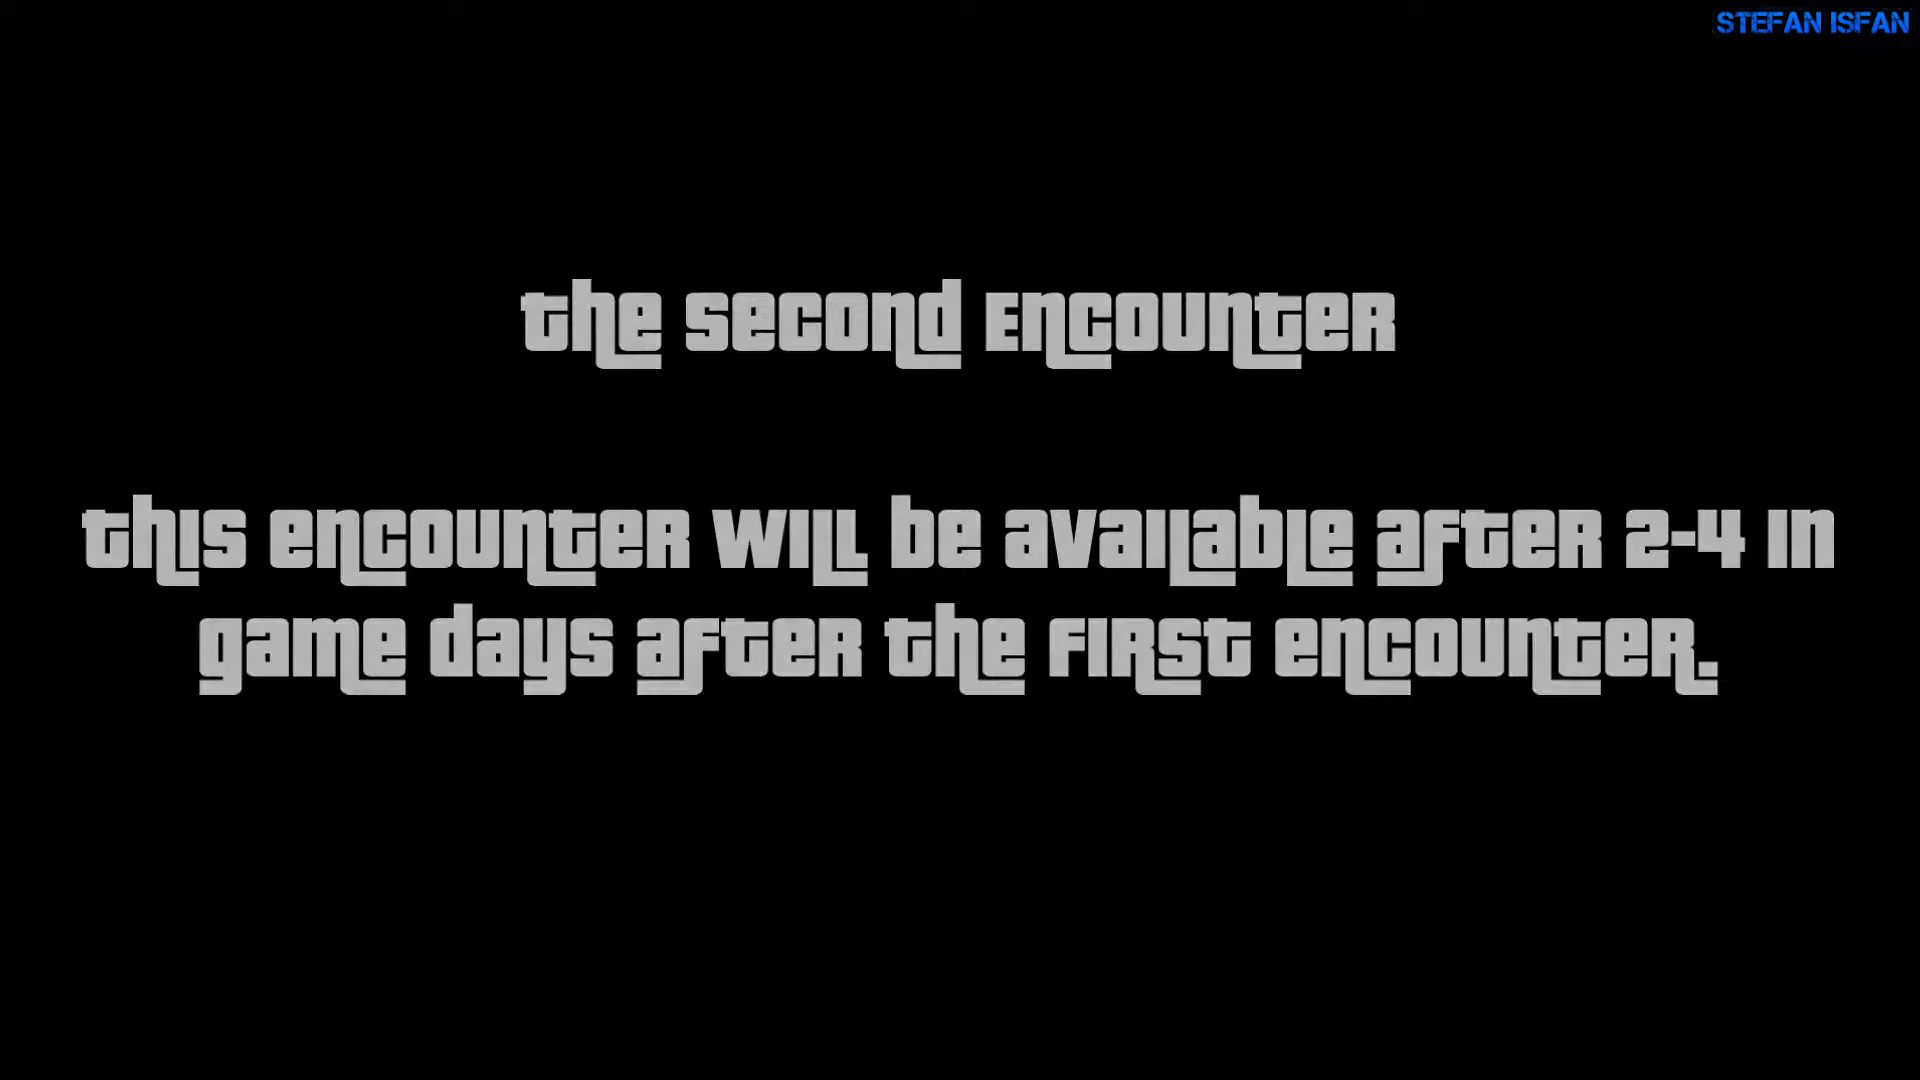 STEFAN ISFAN
The Second Encounter
This encounter will be available after 2-4 in
game days after the first encounter.